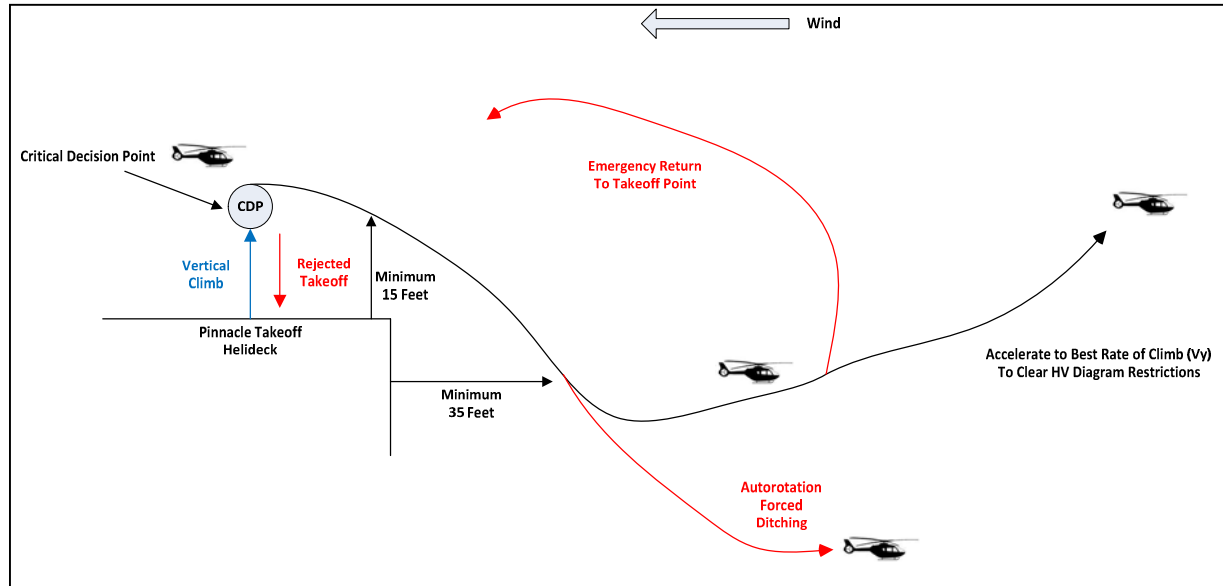 Wind
Critical Decision Point
CDP
Emergency Return
To Takeoff Point
Vertical
Climb
Rejected
Takeoff
Minimum
15 Feet
Pinnacle Takeoff
Helideck
Minimum
35 Feet
Accelerate to Best Rate of Climb (Vy)
To Clear HV Diagram Restrictions
Autorotation
Forced
Ditching